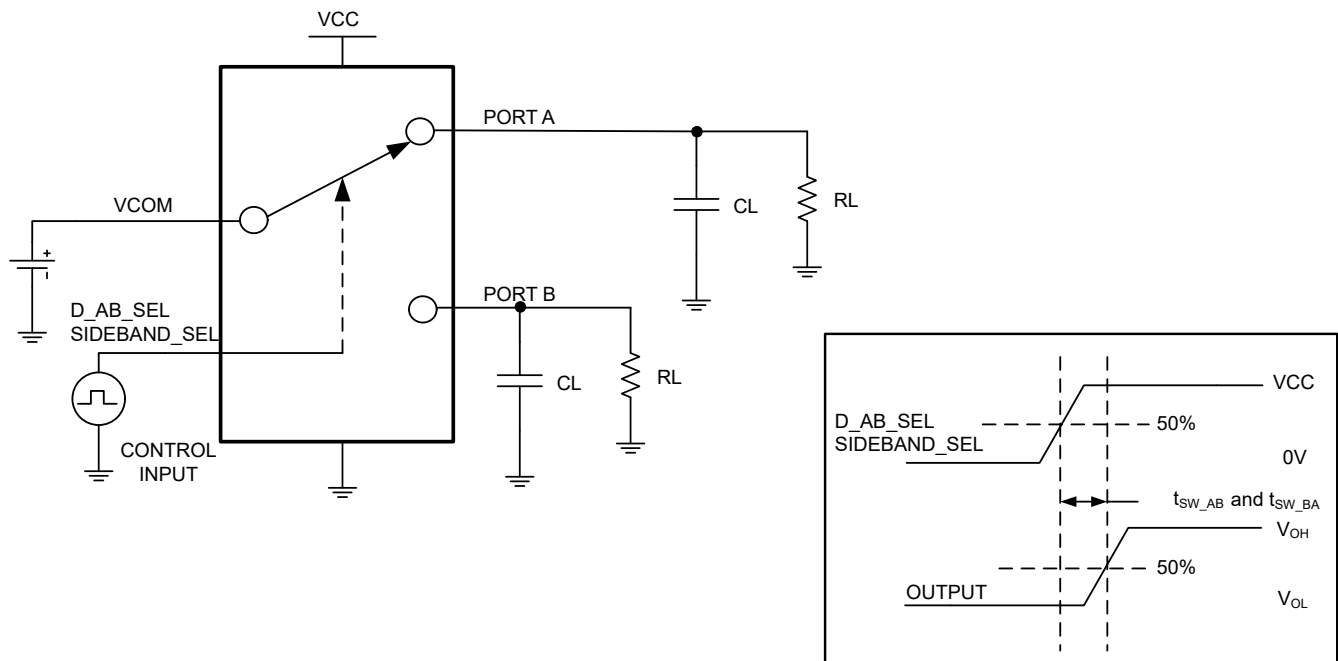 VCC
PORT A
CL
RL
VCOM
+
D_AB_SEL
SIDEBAND_SEL
PORT B
CL
RL
CONTROL
INPUT
VCC
D_AB_SEL
SIDEBAND_SEL
50%
0V
tSW_AB and tSW_BA
VOH
50%
OUTPUT
VOL